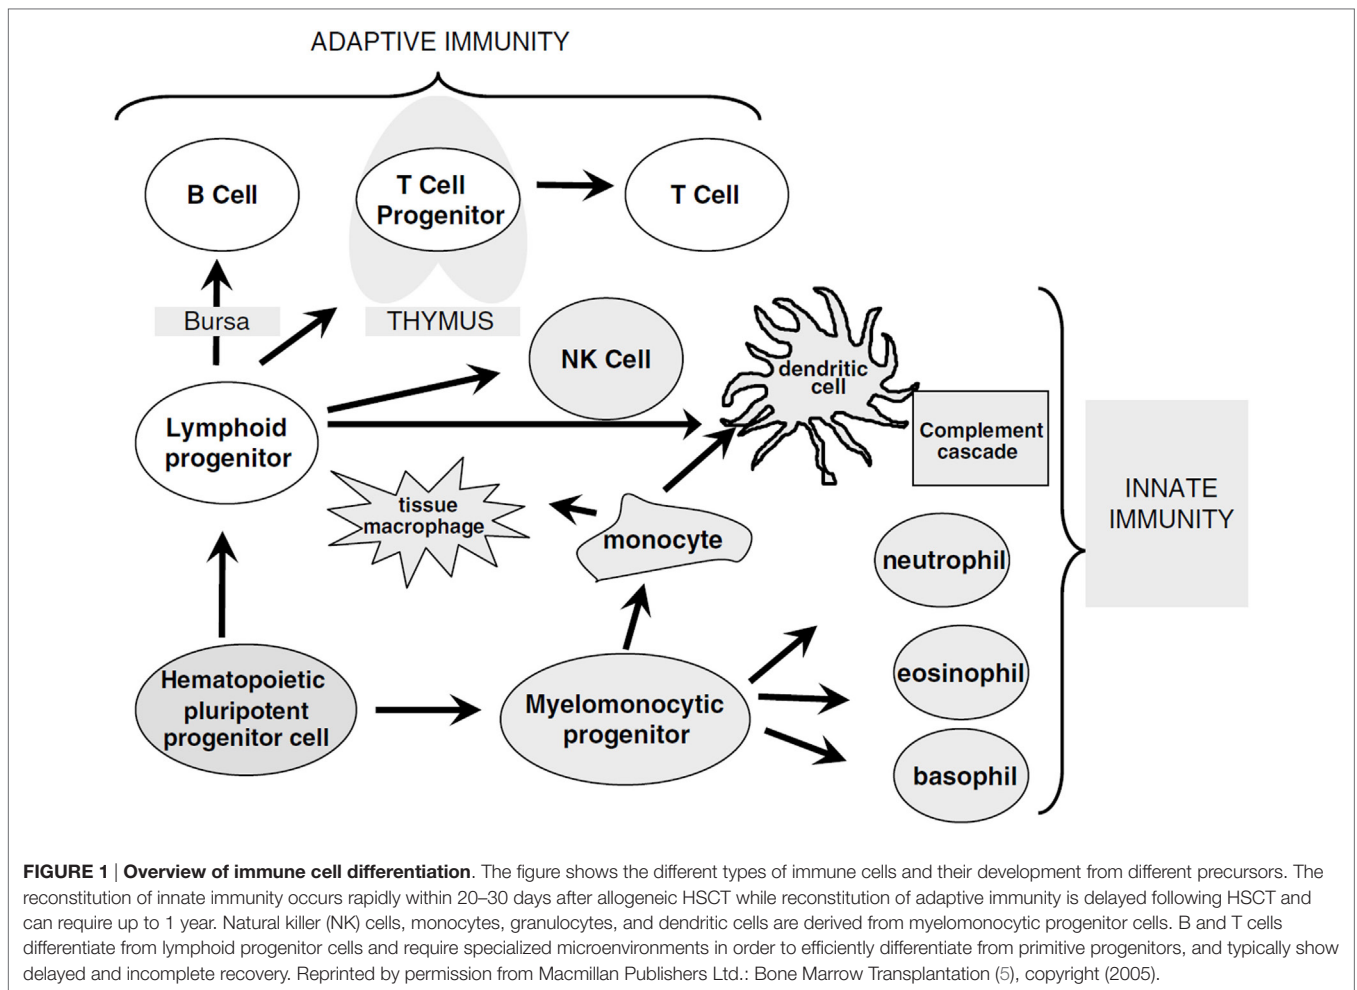 ADAPTIVE IMMUNITY
B Cell
T Cell
Progenitor
T Cell
Bursa
THYMUS
NK Cell
dendritic
cell
Lymphoid
progenitor
Complement
cascade
tissue
macrophage
monocyte
INNATE
IMMUNITY
neutrophil
eosinophil
Hematopoietic
pluripotent
progenitor cell
Myelomonocytic
progenitor
basophil
FIGURE 1 | Overview of immune cell differentiation. The figure shows the different types of immune cells and their development from different precursors. The
reconstitution of innate immunity occurs rapidly within 20–30 days after allogeneic HSCT while reconstitution of adaptive immunity is delayed following HSCT and
can require up to 1 year. Natural killer (NK) cells, monocytes, granulocytes, and dendritic cells are derived from myelomonocytic progenitor cells. B and T cells
differentiate from lymphoid progenitor cells and require specialized microenvironments in order to efficiently differentiate from primitive progenitors, and typically show
delayed and incomplete recovery. Reprinted by permission from Macmillan Publishers Ltd.: Bone Marrow Transplantation (5), copyright (2005).